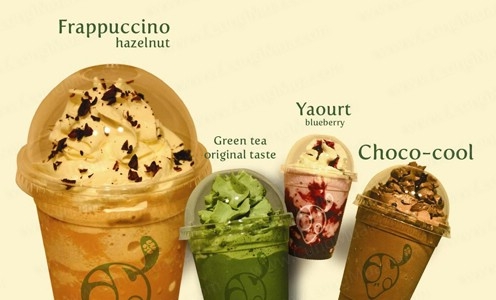 Frappuccino
hazelnut
Yaourt
blueberry
Green tea
original taste
Choco-cool